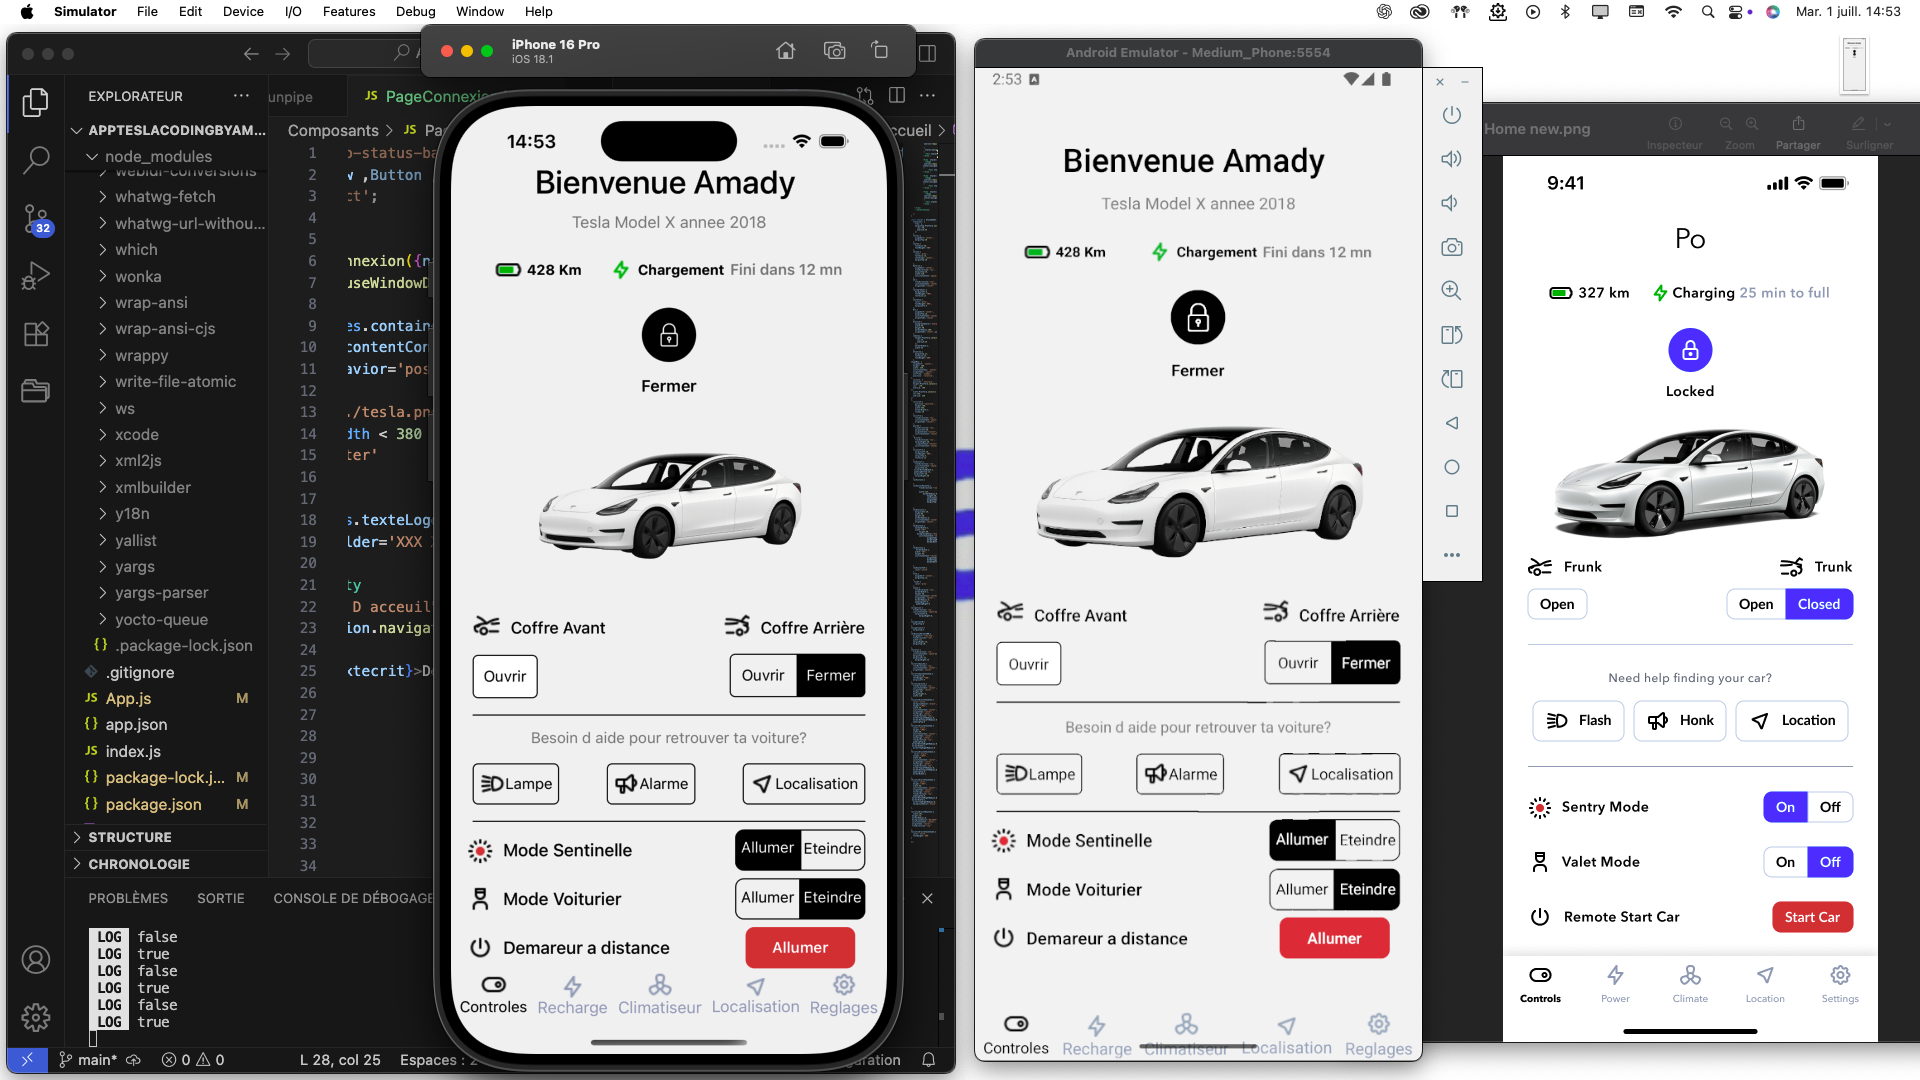 Simulator File Edit Device I/O Features Debug Window Help
Mar. 1 juill. 14:53
iPhone 16 Pro
iOS 18.1
EXPLORATEUR
unpipe
JS PageConnexi
APPTESLACODINGBYAM...
Composants > JS Pa
ccueil >
node_modules
webidl-conversions
whatwg-fetch
whatwg-url-withou...
which
wonka
wrap-ansi
wrap-ansi-cjs
wrappy
write-file-atomic
ws
xcode
xml2js
xmlbuilder
y18n
yallist
yargs
yargs-parser
yocto-queue
{} .package-lock.json
.gitignore
JS App.js M
{} app.json
JS index.js
{} package-lock.j... M
{} package.json M
STRUCTURE
CHRONOLOGIE
32
1 o-status-ba
2 w ,Button
3 ct';
4
5
6 nnexion({n
7 useWindowD
8
9 es.contain
10 contentCon
11 avior='pos
12
13 ./tesla.pn
14 dth < 380
15 ter'
16
17
18 s.texteLog
19 lder='XXX
20
21 ty
22 D acceuil
23 ion.naviga
24
25 xtecrit}>D
26
27
28
29
30
31
32
33
34
PROBLÈMES SORTIE CONSOLE DE DÉBOGAGE
LOG false
LOG true
LOG false
LOG true
LOG false
LOG true
main* 0 0 L 28, col 25 Espaces : 2
ration
14:53
Bienvenue Amady
Tesla Model X annee 2018
428 Km Chargement Fini dans 12 mn
Fermer
Coffre Avant Coffre Arrière
Ouvrir Ouvrir Fermer
Besoin d aide pour retrouver ta voiture?
Lampe Alarme Localisation
Mode Sentinelle Allumer Eteindre
Mode Voiturier Allumer Eteindre
Demareur a distance Allumer
Controles Recharge Climatiseur Localisation Reglages
Android Emulator - Medium_Phone:5554
2:53
Bienvenue Amady
Tesla Model X annee 2018
428 Km Chargement Fini dans 12 mn
Fermer
Coffre Avant Coffre Arrière
Ouvrir Ouvrir Fermer
Besoin d aide pour retrouver ta voiture?
Lampe Alarme Localisation
Mode Sentinelle Allumer Eteindre
Mode Voiturier Allumer Eteindre
Demareur a distance Allumer
Controles Recharge Climatiseur Localisation Reglages
Home new.png
Inspecteur Zoom Partager Surligner
9:41
Po
327 km Charging 25 min to full
Locked
Frunk Trunk
Open Open Closed
Need help finding your car?
Flash Honk Location
Sentry Mode On Off
Valet Mode On Off
Remote Start Car Start Car
Controls Power Climate Location Settings